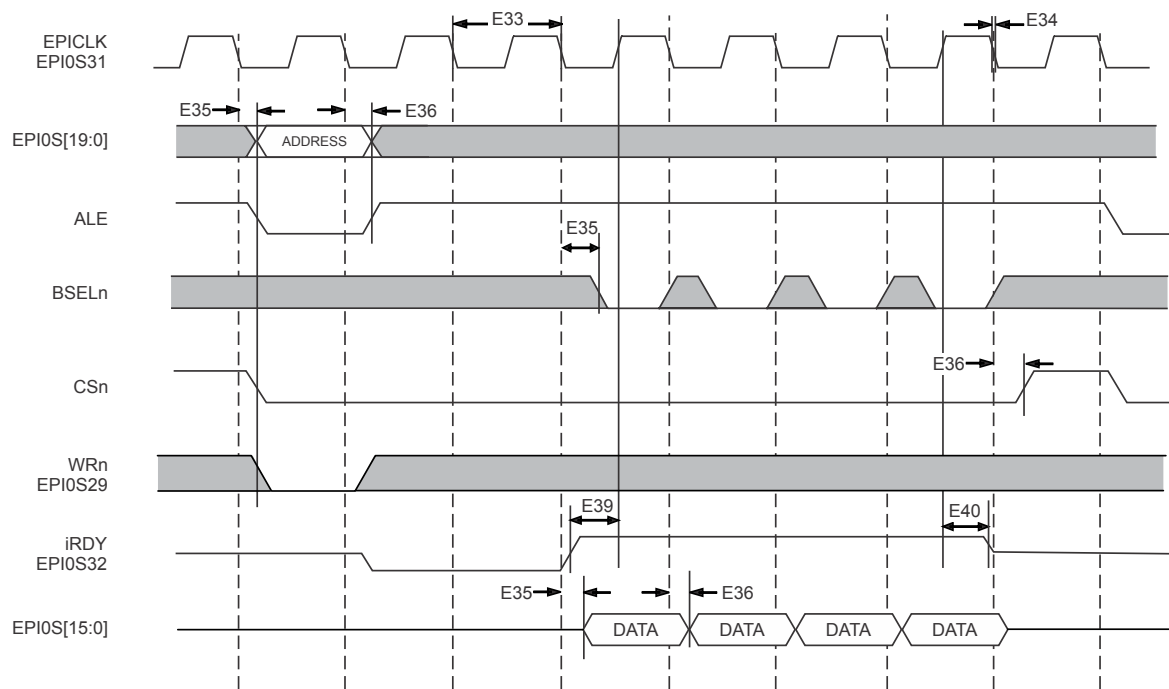 E33
E34
EPICLK
EPI0S31
E35
E36
EPI0S[19:0]
ADDRESS
ALE
E35
BSELn
E36
CSn
WRn
EPI0S29
E39
E40
iRDY
EPI0S32
E35
E36
EPI0S[15:0]
DATA DATA DATA DATA